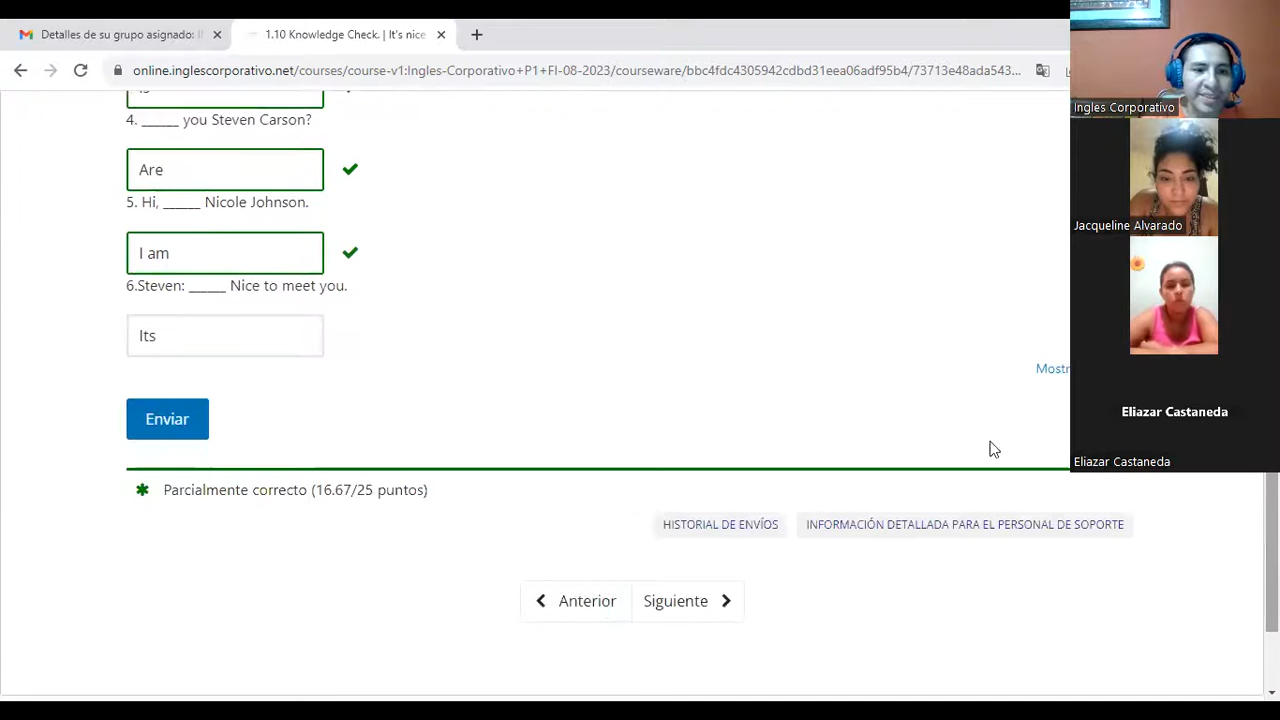 Detalles de su grupo asignado: I
1.10 Knowledge Check. | It's nice
online.inglescorporativo.net/courses/course-v1:Ingles-Corporativo+P1+FI-08-2023/courseware/bbc4fdc4305942cdbd31eea06adf95b4/73713e48ada543...
4. ______ you Steven Carson?
Are
5. Hi, ______ Nicole Johnson.
I am
6.Steven: ______ Nice to meet you.
Its
Mostr
Enviar
Parcialmente correcto (16.67/25 puntos)
HISTORIAL DE ENVÍOS
INFORMACIÓN DETALLADA PARA EL PERSONAL DE SOPORTE
Anterior
Siguiente
Ingles Corporativo
Jacqueline Alvarado
Eliazar Castaneda
Eliazar Castaneda